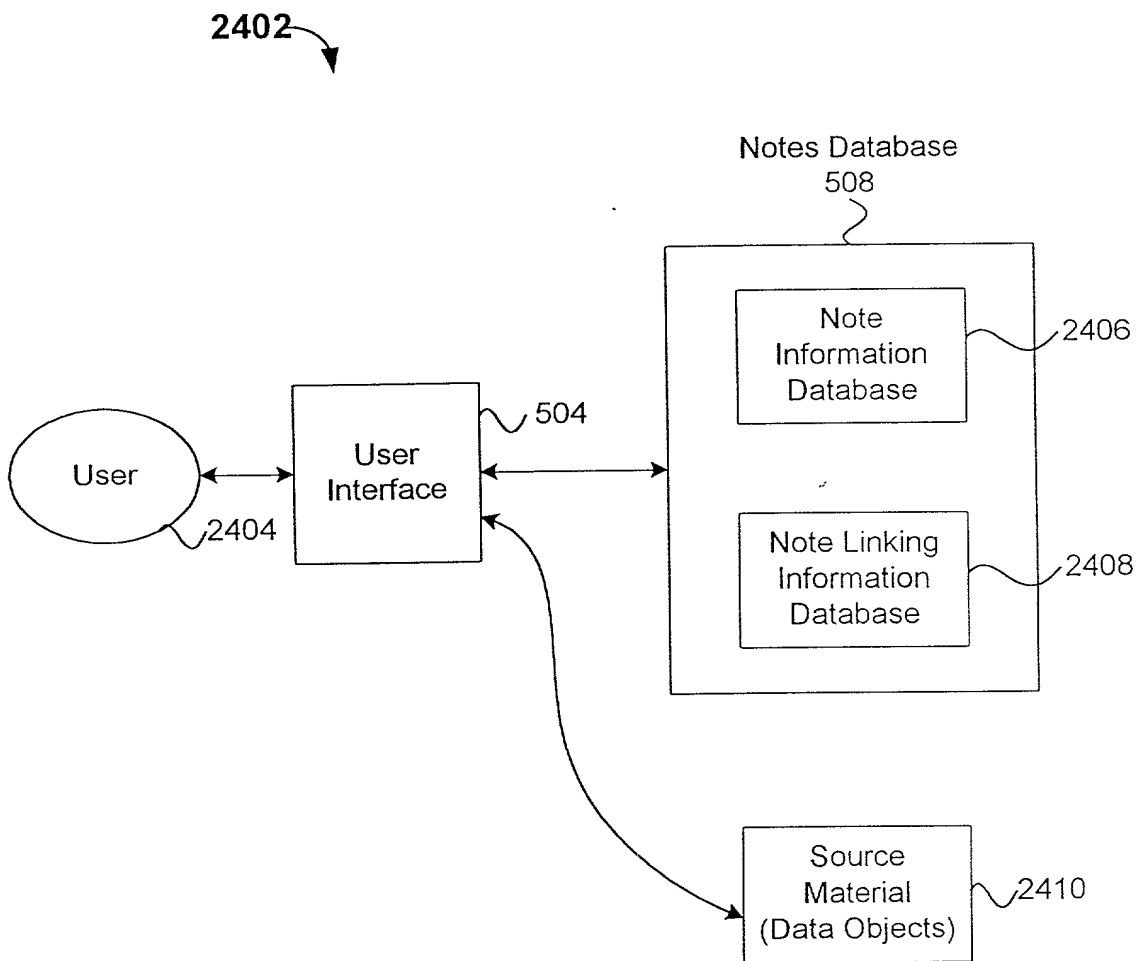 2402
Notes Database
508
Note
Information
Database
2406
504
User
Interface
User
2404
Note Linking
Information
Database
2408
Source
Material
(Data Objects)
2410